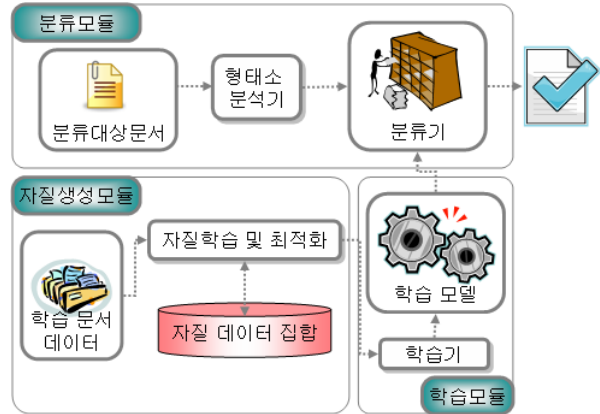 분류모듈
분류대상문서
형태소
분석기
분류기
자질생성모듈
학습 문서
데이터
자질학습 및 최적화
자질 데이터 집합
학습 모델
학습기
학습모듈